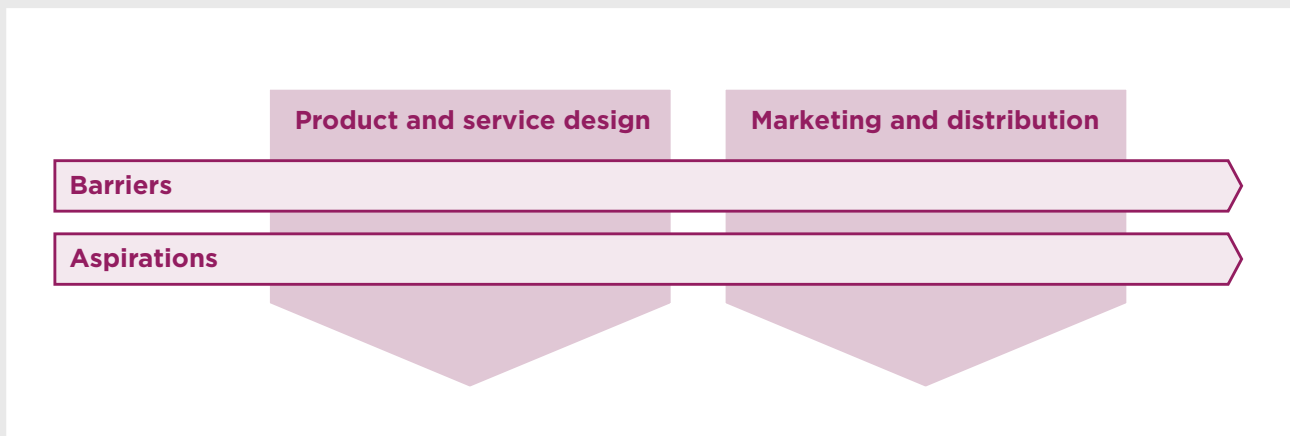 Product and service design
Marketing and distribution
Barriers
Aspirations